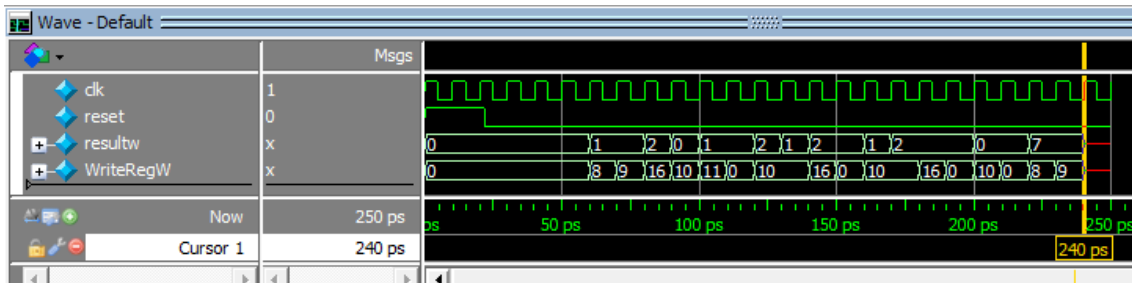 Wave - Default
Msgs
clk 1
reset 0
resultw x 0 1 2 0 1 2 1 2 1 2 0 7
WriteRegW x 0 8 9 16 10 11 0 10 16 0 10 16 0 10 0 8 9
Now 250 ps ps 50 ps 100 ps 150 ps 200 ps 250 ps
Cursor 1 240 ps 240 ps